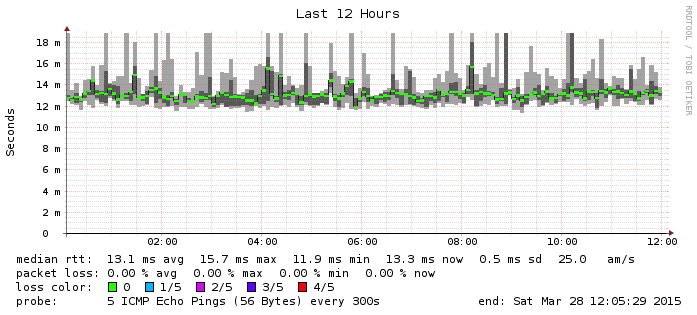 Last 12 Hours
RRDTOOL / TOBI OETIKER
Seconds
18 m
16 m
14 m
12 m
10 m
8 m
6 m
4 m
2 m
0
02:00 04:00 06:00 08:00 10:00 12:00
median rtt: 13.1 ms avg 15.7 ms max 11.9 ms min 13.3 ms now 0.5 ms sd 25.0 am/s
packet loss: 0.00 % avg 0.00 % max 0.00 % min 0.00 % now
loss color: 0 1/5 2/5 3/5 4/5
probe: 5 ICMP Echo Pings (56 Bytes) every 300s end: Sat Mar 28 12:05:29 2015